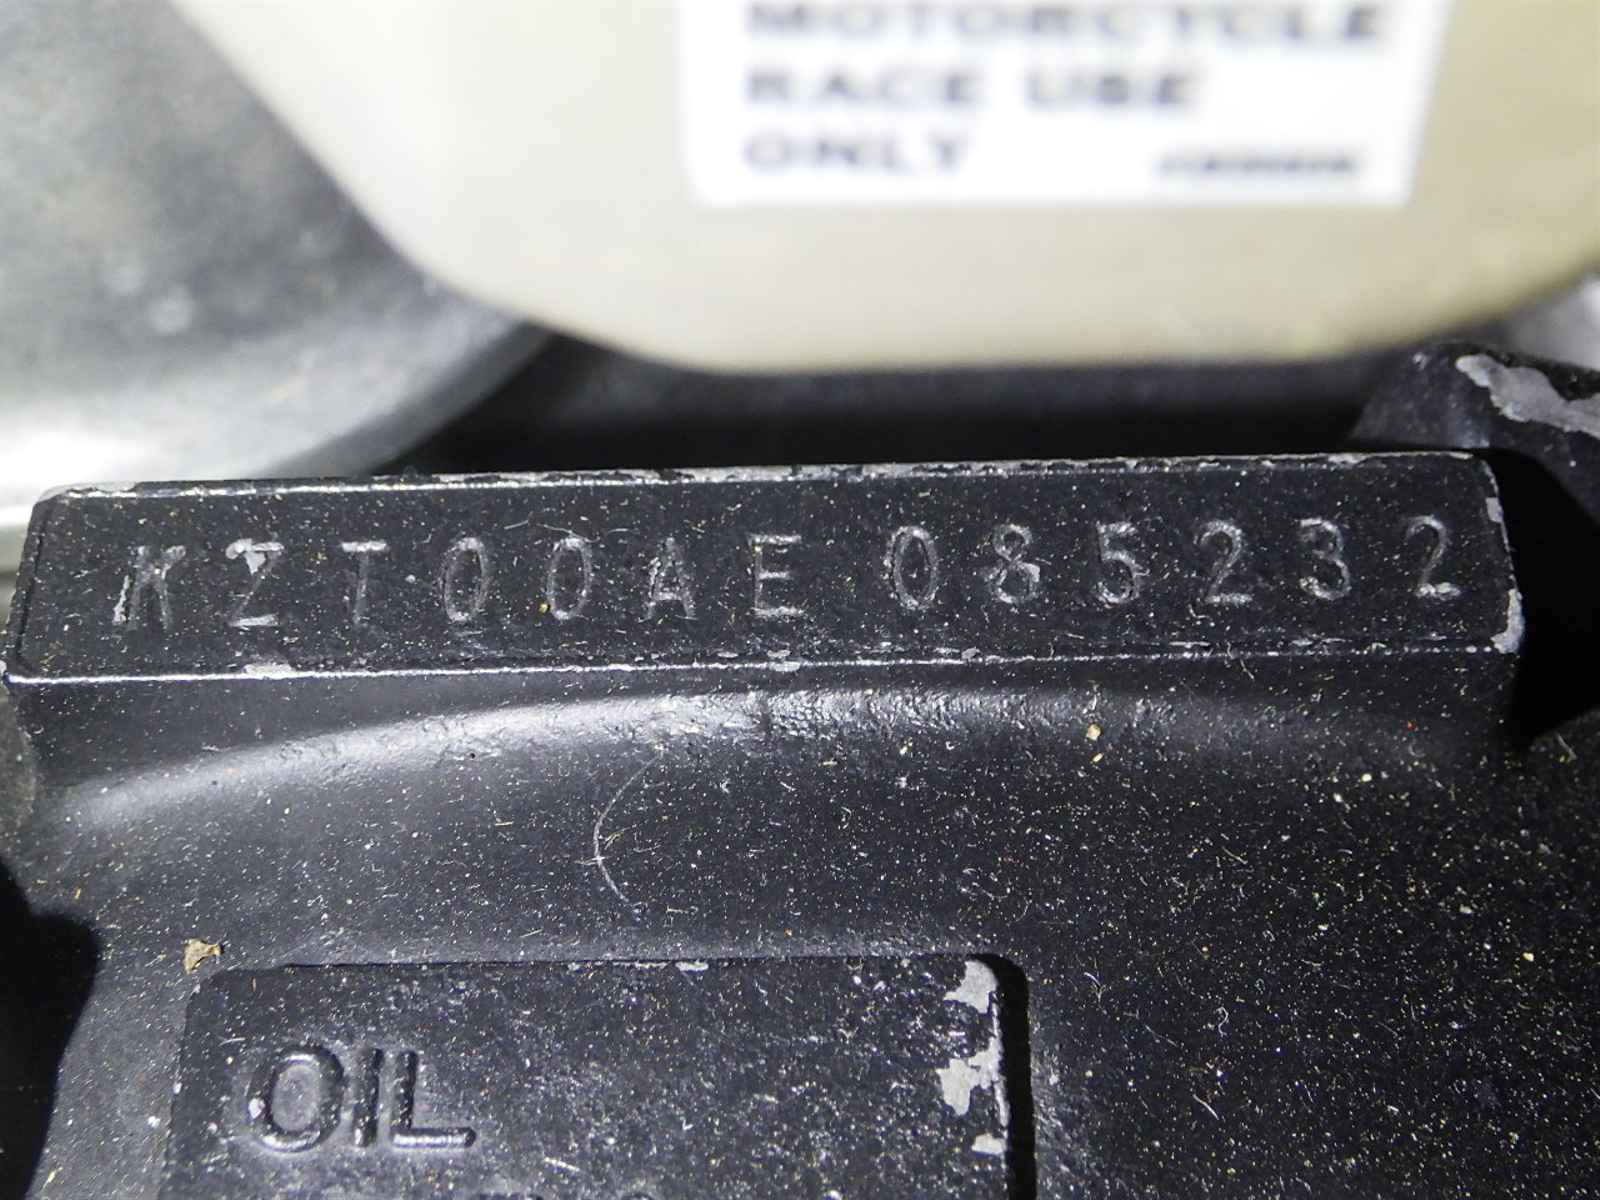 MOTORCYCLE
RACE USE
ONLY
KZT00AE 085232
OIL